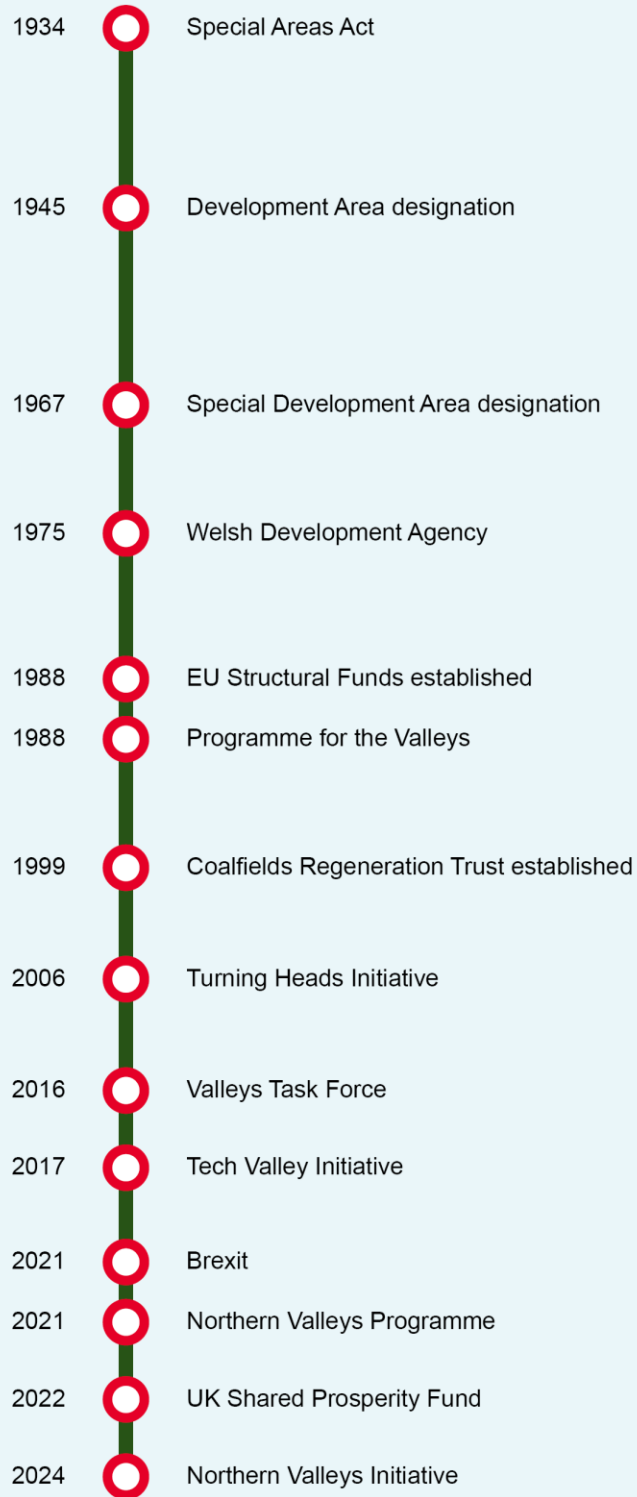 1934 Special Areas Act
1945 Development Area designation
1967 Special Development Area designation
1975 Welsh Development Agency
1988 EU Structural Funds established
1988 Programme for the Valleys
1999 Coalfields Regeneration Trust established
2006 Turning Heads Initiative
2016 Valleys Task Force
2017 Tech Valley Initiative
2021 Brexit
2021 Northern Valleys Programme
2022 UK Shared Prosperity Fund
2024 Northern Valleys Initiative